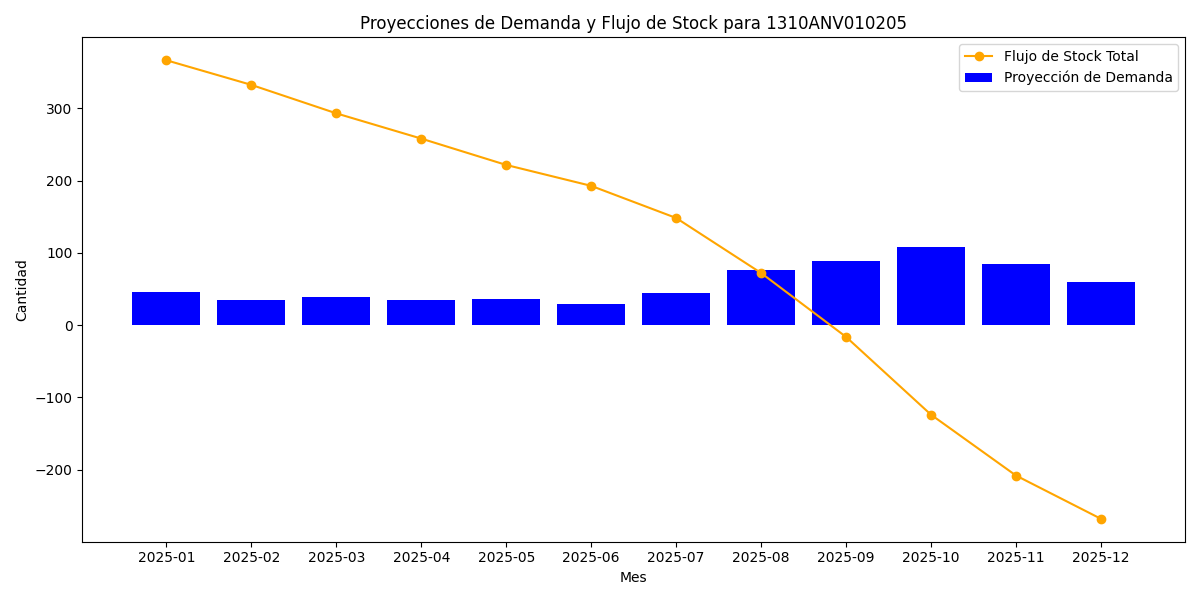 Proyecciones de Demanda y Flujo de Stock para 1310ANV010205
Flujo de Stock Total
Proyección de Demanda
Cantidad
300
200
100
0
−100
−200
2025-01 2025-02 2025-03 2025-04 2025-05 2025-06 2025-07 2025-08 2025-09 2025-10 2025-11 2025-12
Mes